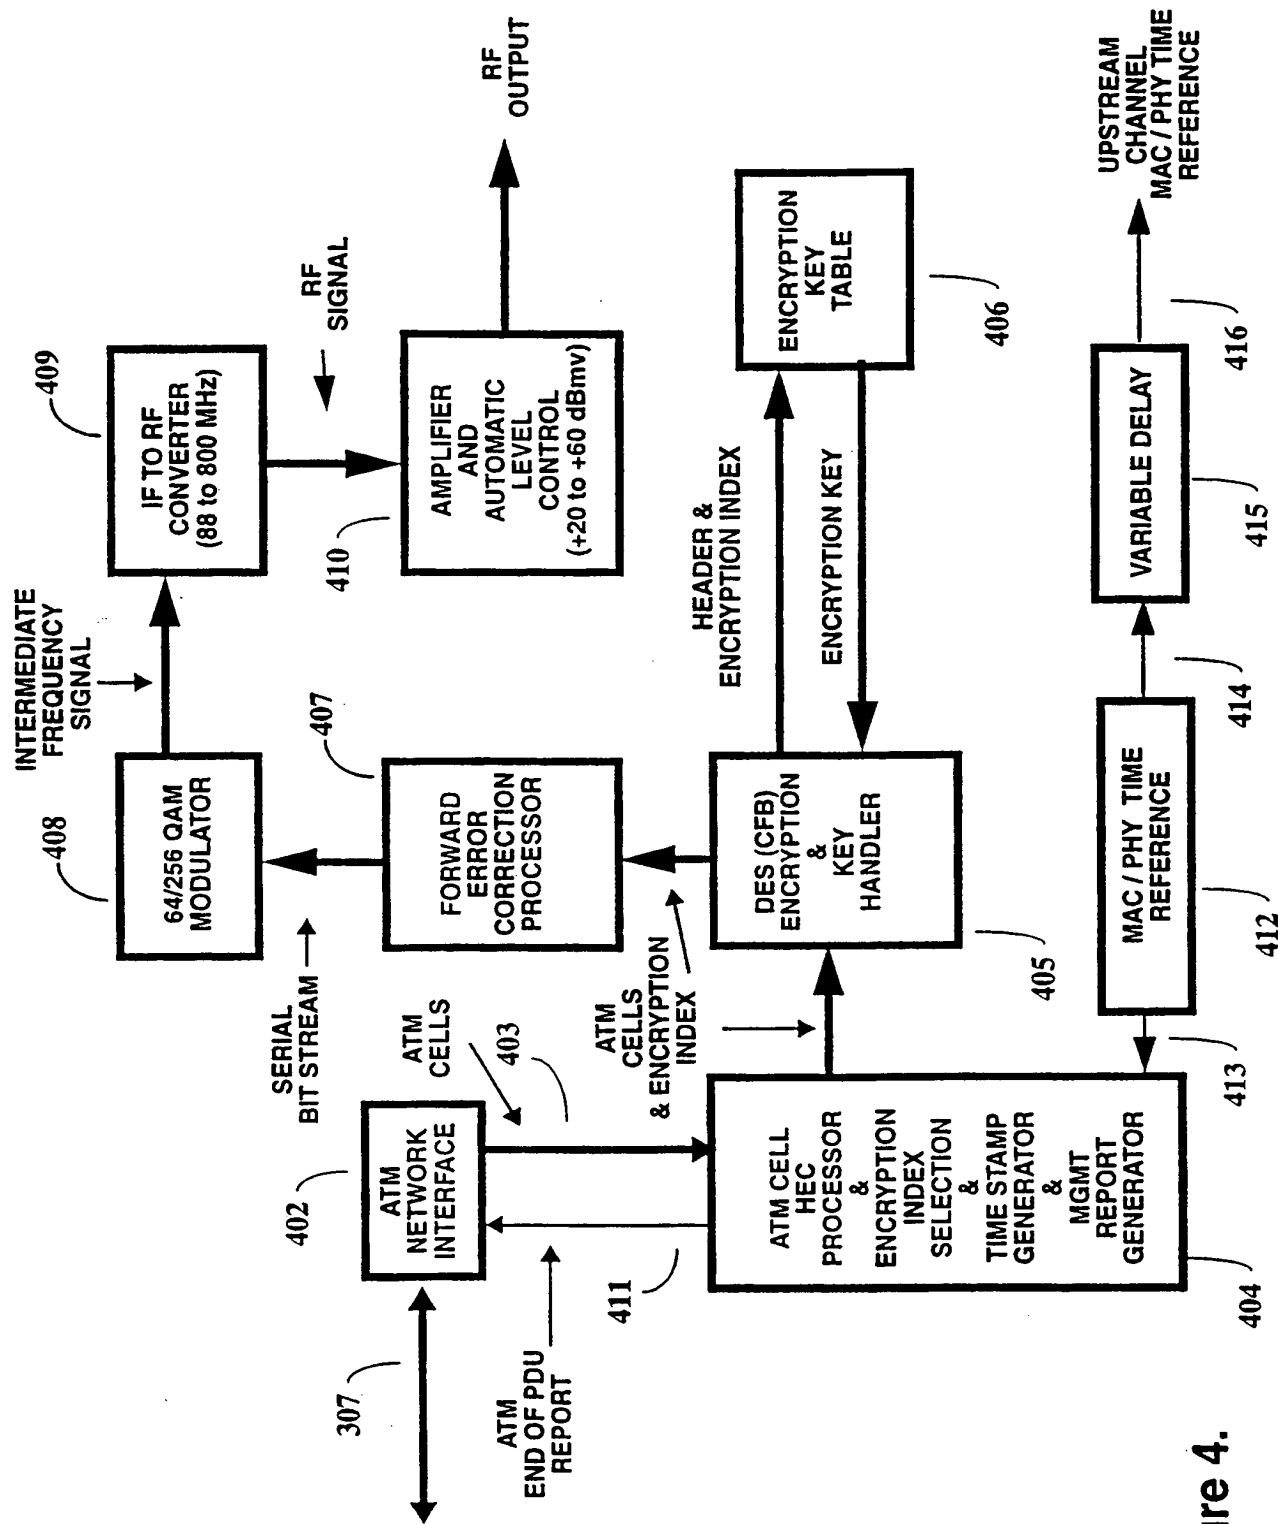 INTERMEDIATE
FREQUENCY
SIGNAL
408
64/256 QAM
MODULATOR
409
IF TO RF
CONVERTER
(88 to 800 MHz)
RF
SIGNAL
SERIAL
BIT STREAM
407
FORWARD
ERROR
CORRECTION
PROCESSOR
410
AMPLIFIER
AND
AUTOMATIC
LEVEL
CONTROL
(+20 to +60 dBmv)
RF
OUTPUT
307
402
ATM
NETWORK
INTERFACE
ATM
CELLS
403
ATM
END OF PDU
REPORT
411
ATM
CELLS
& ENCRYPTION
INDEX
404
ATM CELL
HEC
PROCESSOR
&
ENCRYPTION
INDEX
SELECTION
&
TIME STAMP
GENERATOR
&
MGMT
REPORT
GENERATOR
405
DES (CFB)
ENCRYPTION
&
KEY
HANDLER
HEADER &
ENCRYPTION INDEX
ENCRYPTION KEY
ENCRYPTION
KEY
TABLE
406
413
412
MAC / PHY TIME
REFERENCE
414
415
VARIABLE DELAY
416
UPSTREAM
CHANNEL
MAC / PHY TIME
REFERENCE
ure 4.